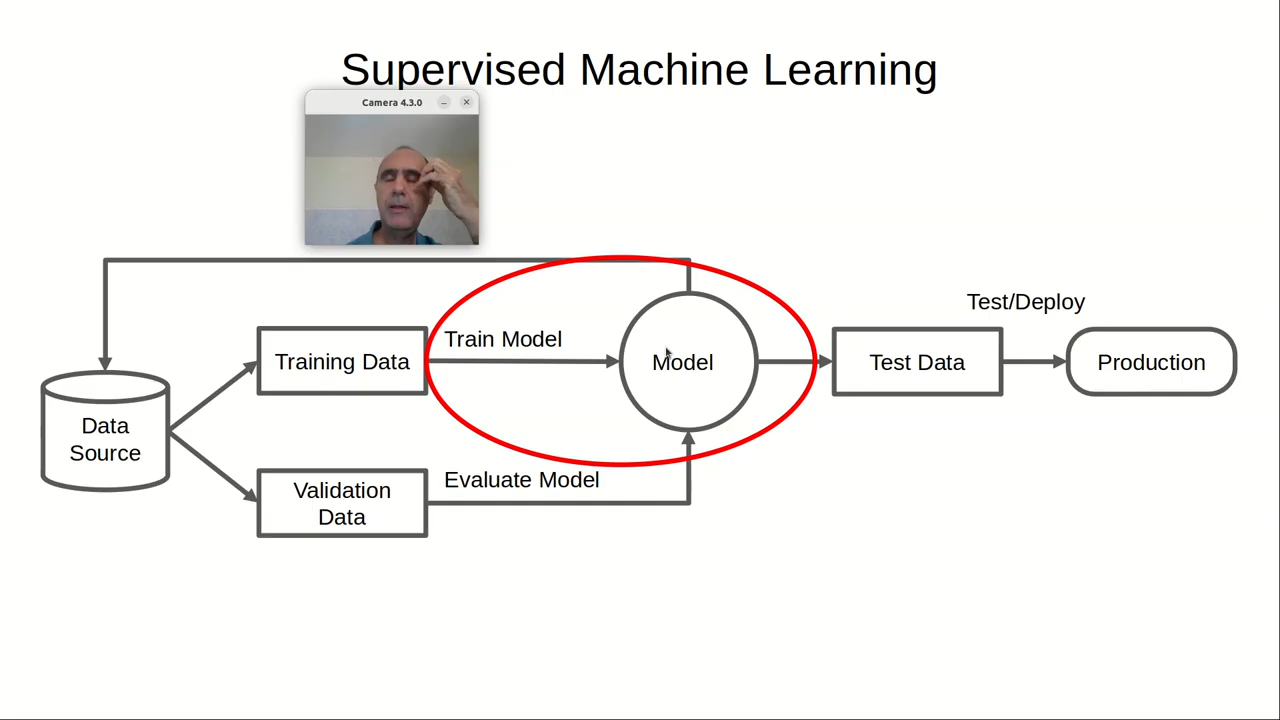 Supervised Machine Learning
Camera 4.3.0
Test/Deploy
Train Model
Training Data
Model
Test Data
Production
Data
Source
Evaluate Model
Validation
Data